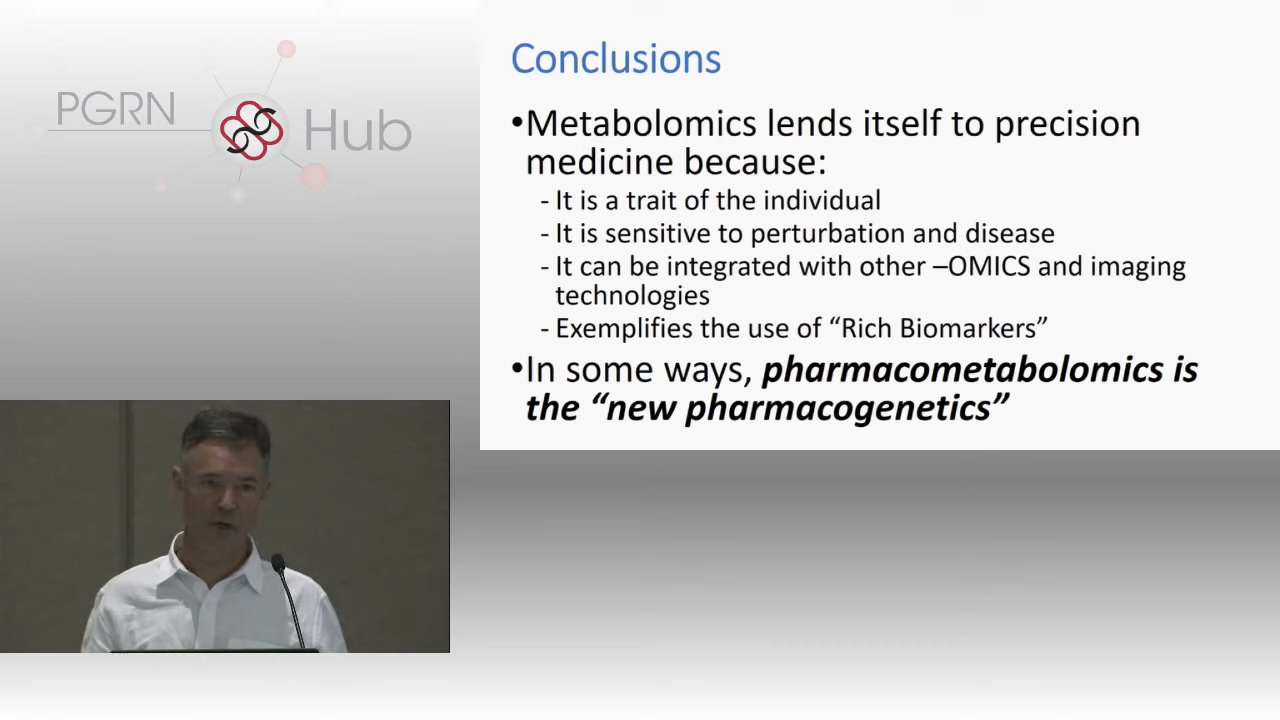 PGRN
Hub
Conclusions
•Metabolomics lends itself to precision
medicine because:
- It is a trait of the individual
- It is sensitive to perturbation and disease
- It can be integrated with other –OMICS and imaging
technologies
- Exemplifies the use of “Rich Biomarkers”
•In some ways, pharmacometabolomics is
the “new pharmacogenetics”